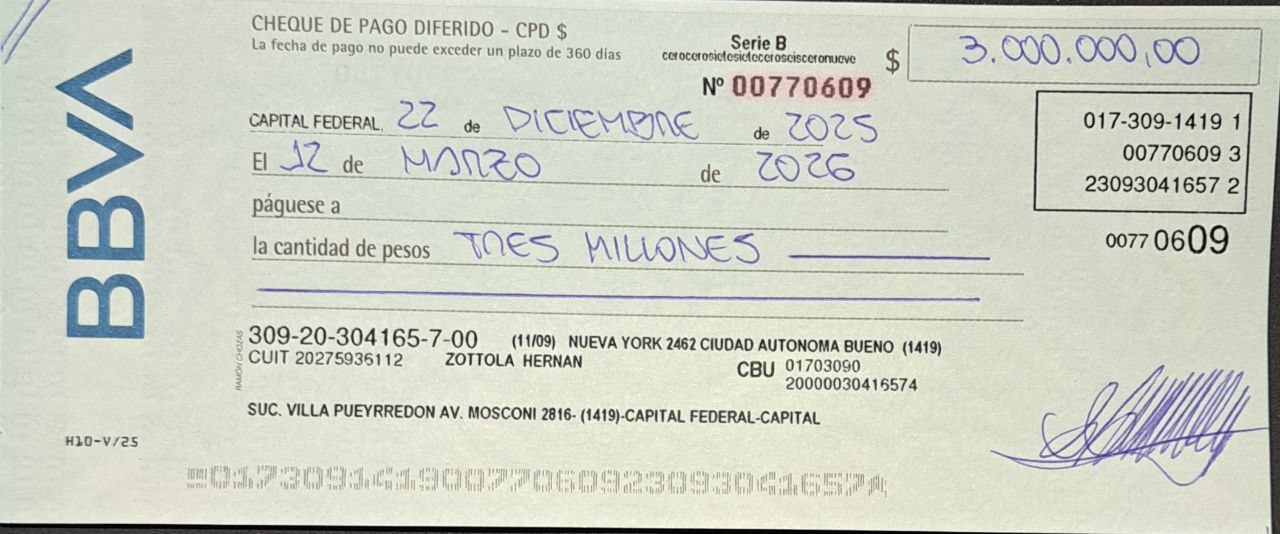 BBVA
CHEQUE DE PAGO DIFERIDO - CPD $
La fecha de pago no puede exceder un plazo de 360 días
Serie B
cerocerosietesieteceroseisceronueve
Nº 00770609
$ 3.000.000,00
CAPITAL FEDERAL, 22 de DICIEMBRE de 2025
El 12 de MARZO de 2026
páguese a
la cantidad de pesos TRES MILLONES
017-309-1419 1
00770609 3
23093041657 2
0077 0609
RAMÓN CHOZAS
309-20-304165-7-00 (11/09) NUEVA YORK 2462 CIUDAD AUTONOMA BUENO (1419)
CUIT 20275936112 ZOTTOLA HERNAN CBU 01703090
20000030416574
SUC. VILLA PUEYRREDON AV. MOSCONI 2816- (1419)-CAPITAL FEDERAL-CAPITAL
H10-V/25
01730914190077060923093041657